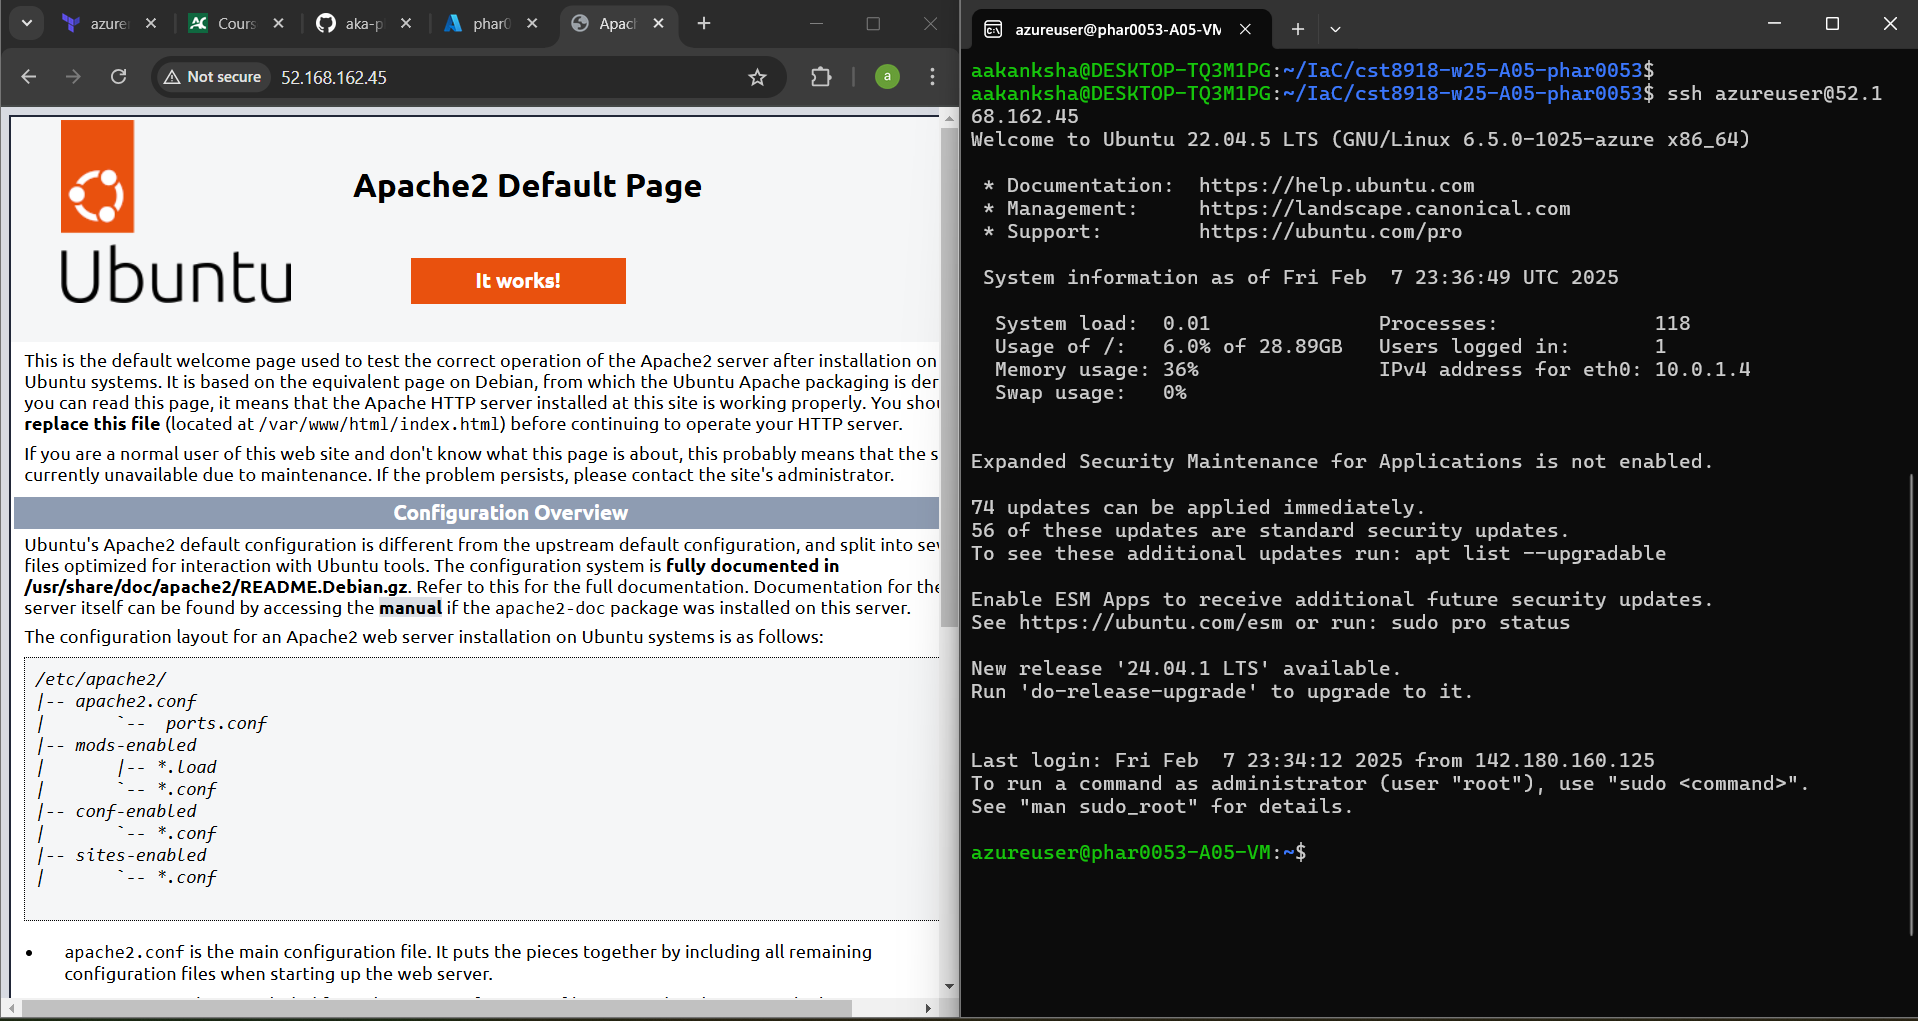 azure
Cours
aka-p
phar0
Apac
Not secure
52.168.162.45
a
Ubuntu
Apache2 Default Page
It works!
This is the default welcome page used to test the correct operation of the Apache2 server after installation on
Ubuntu systems. It is based on the equivalent page on Debian, from which the Ubuntu Apache packaging is der
you can read this page, it means that the Apache HTTP server installed at this site is working properly. You shou
replace this file (located at /var/www/html/index.html) before continuing to operate your HTTP server.
If you are a normal user of this web site and don't know what this page is about, this probably means that the s
currently unavailable due to maintenance. If the problem persists, please contact the site's administrator.
Configuration Overview
Ubuntu's Apache2 default configuration is different from the upstream default configuration, and split into sev
files optimized for interaction with Ubuntu tools. The configuration system is fully documented in
/usr/share/doc/apache2/README.Debian.gz. Refer to this for the full documentation. Documentation for the
server itself can be found by accessing the manual if the apache2-doc package was installed on this server.
The configuration layout for an Apache2 web server installation on Ubuntu systems is as follows:
/etc/apache2/
|-- apache2.conf
|       `--  ports.conf
|-- mods-enabled
|       |-- *.load
|       `-- *.conf
|-- conf-enabled
|       `-- *.conf
|-- sites-enabled
|       `-- *.conf
• apache2.conf is the main configuration file. It puts the pieces together by including all remaining
configuration files when starting up the web server.
azureuser@phar0053-A05-VM
aakanksha@DESKTOP-TQ3M1PG:~/IaC/cst8918-w25-A05-phar0053$
aakanksha@DESKTOP-TQ3M1PG:~/IaC/cst8918-w25-A05-phar0053$ ssh azureuser@52.1
68.162.45
Welcome to Ubuntu 22.04.5 LTS (GNU/Linux 6.5.0-1025-azure x86_64)
* Documentation:  https://help.ubuntu.com
* Management:     https://landscape.canonical.com
* Support:        https://ubuntu.com/pro
System information as of Fri Feb  7 23:36:49 UTC 2025
System load:  0.01              Processes:             118
Usage of /:   6.0% of 28.89GB   Users logged in:       1
Memory usage: 36%               IPv4 address for eth0: 10.0.1.4
Swap usage:   0%
Expanded Security Maintenance for Applications is not enabled.
74 updates can be applied immediately.
56 of these updates are standard security updates.
To see these additional updates run: apt list --upgradable
Enable ESM Apps to receive additional future security updates.
See https://ubuntu.com/esm or run: sudo pro status
New release '24.04.1 LTS' available.
Run 'do-release-upgrade' to upgrade to it.
Last login: Fri Feb  7 23:34:12 2025 from 142.180.160.125
To run a command as administrator (user "root"), use "sudo <command>".
See "man sudo_root" for details.
azureuser@phar0053-A05-VM:~$